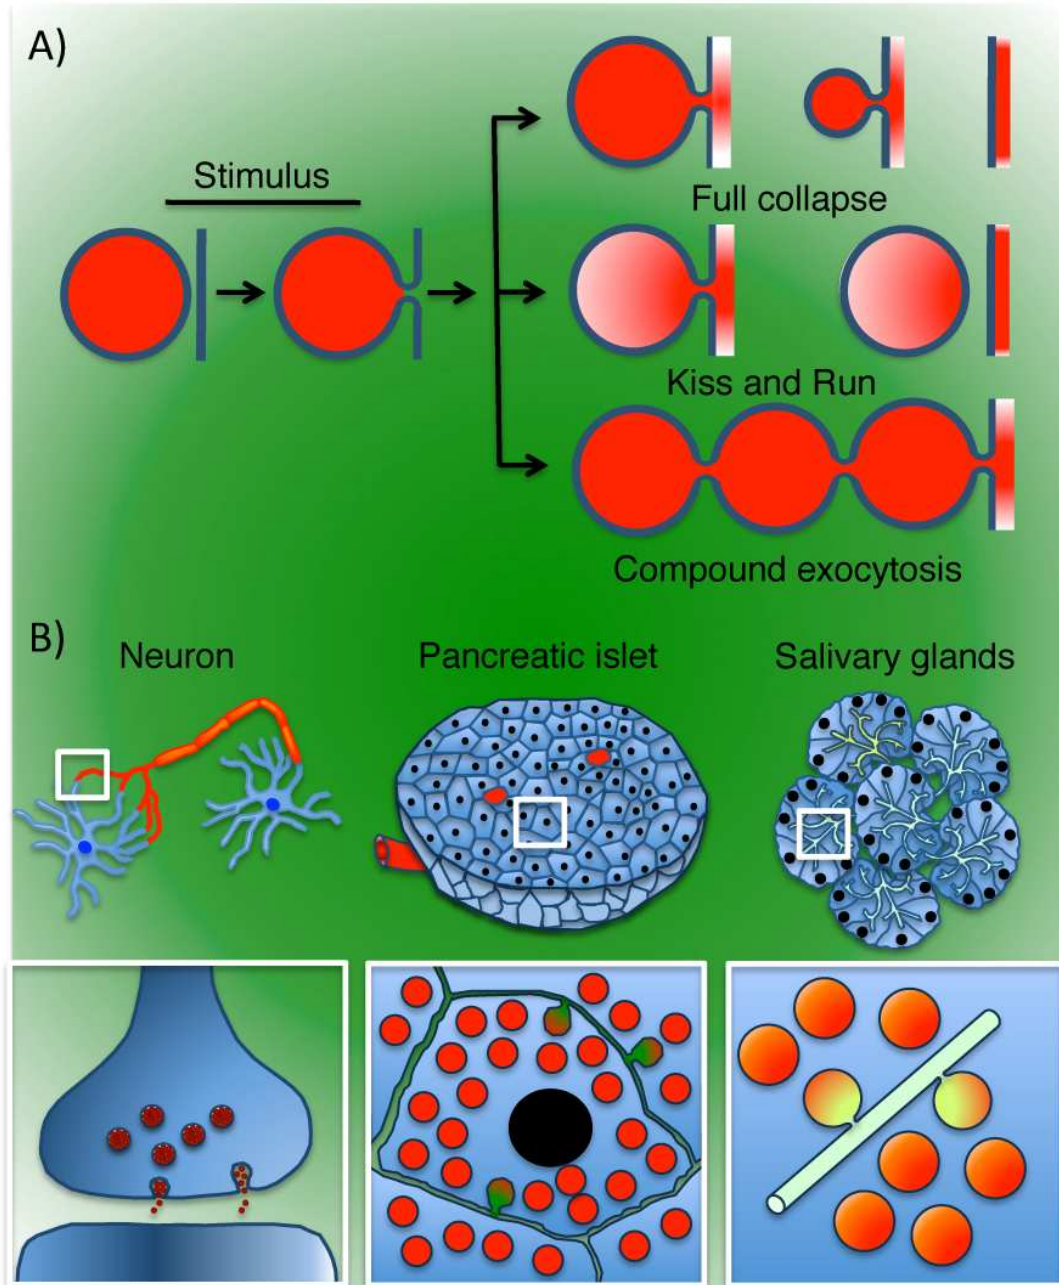 A)
Stimulus
Full collapse
Kiss and Run
Compound exocytosis
B)
Neuron
Pancreatic islet
Salivary glands